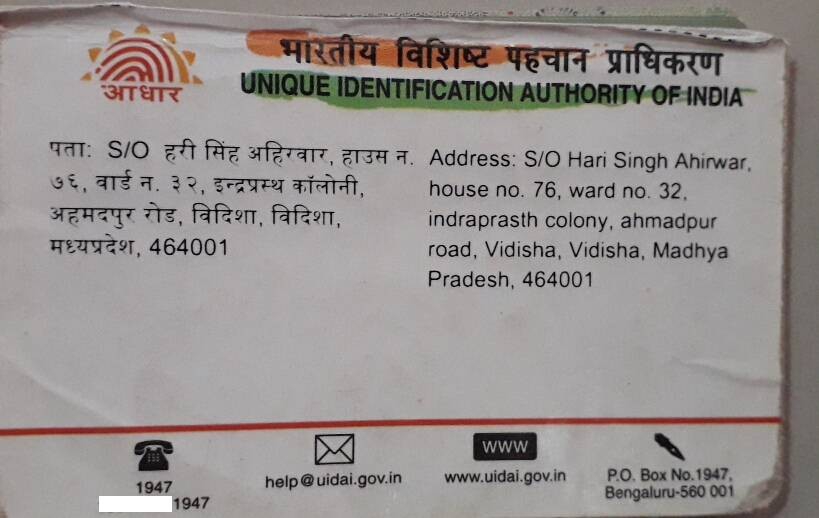 आधार
भारतीय विशिष्ट पहचान प्राधिकरण
UNIQUE IDENTIFICATION AUTHORITY OF INDIA
पता: S/O हरी सिंह अहिरवार, हाउस न.
७६, वार्ड न. ३२, इन्द्रप्रस्थ कॉलोनी,
अहमदपुर रोड, विदिशा, विदिशा,
मध्यप्रदेश, 464001
Address: S/O Hari Singh Ahirwar,
house no. 76, ward no. 32,
indraprasth colony, ahmadpur
road, Vidisha, Vidisha, Madhya
Pradesh, 464001
1947
1947
help@uidai.gov.in
www
www.uidai.gov.in
P.O. Box No.1947,
Bengaluru-560 001